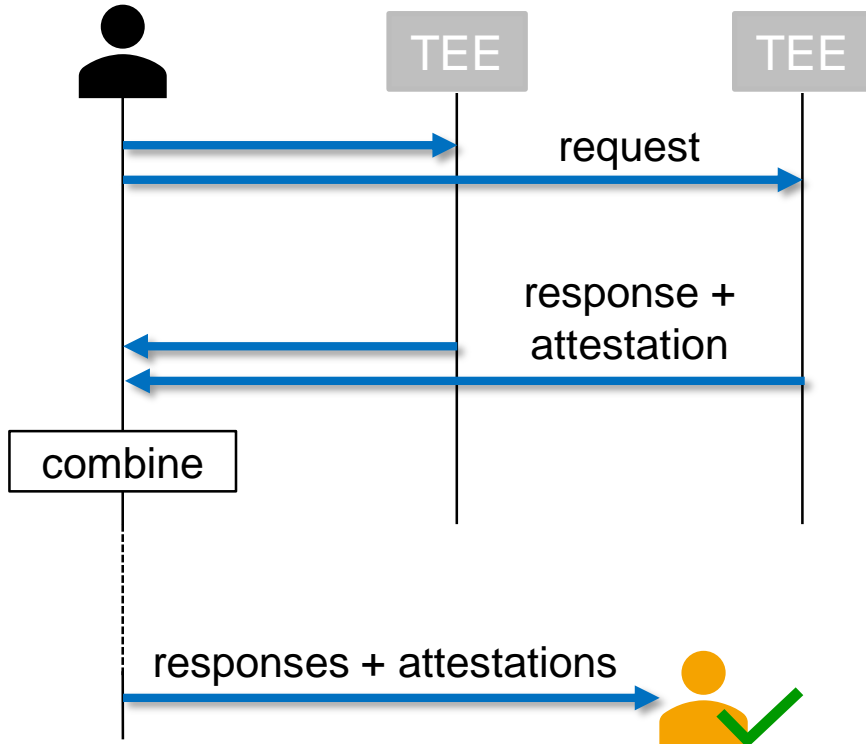 TEE
TEE
request
response +
attestation
combine
responses + attestations